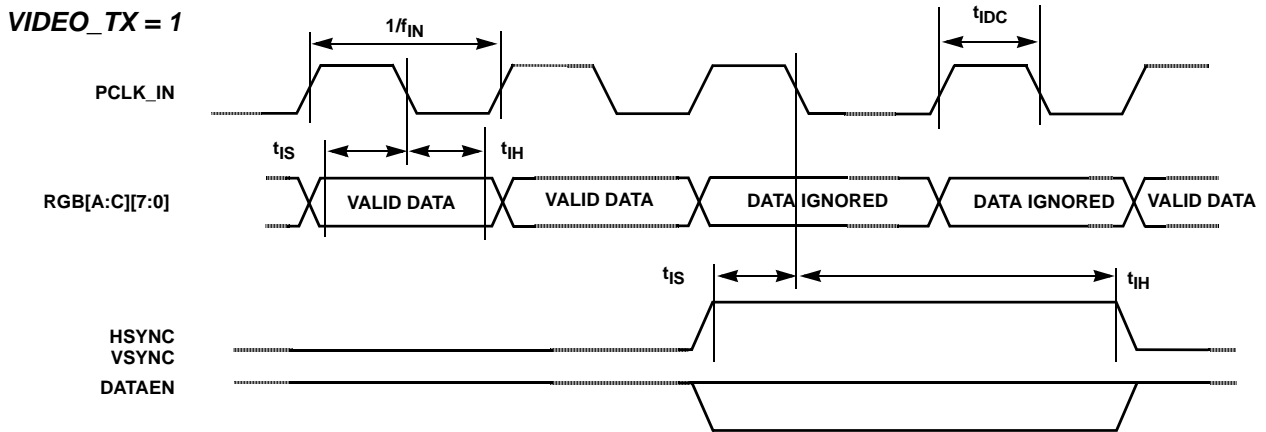 VIDEO_TX = 1
1/fIN
tIDC
PCLK_IN
tIS
tIH
RGB[A:C][7:0]
VALID DATA
VALID DATA
DATA IGNORED
DATA IGNORED
VALID DATA
tIS
tIH
HSYNC
VSYNC
DATAEN